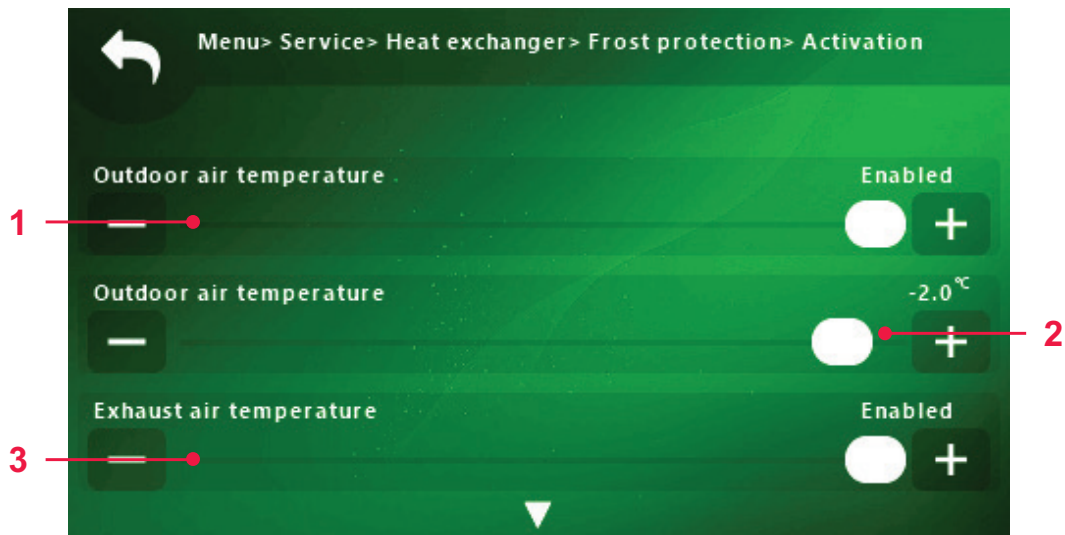 Menu> Service> Heat exchanger> Frost protection> Activation
Outdoor air temperature Enabled
1
Outdoor air temperature -2.0 °C
2
Exhaust air temperature Enabled
3